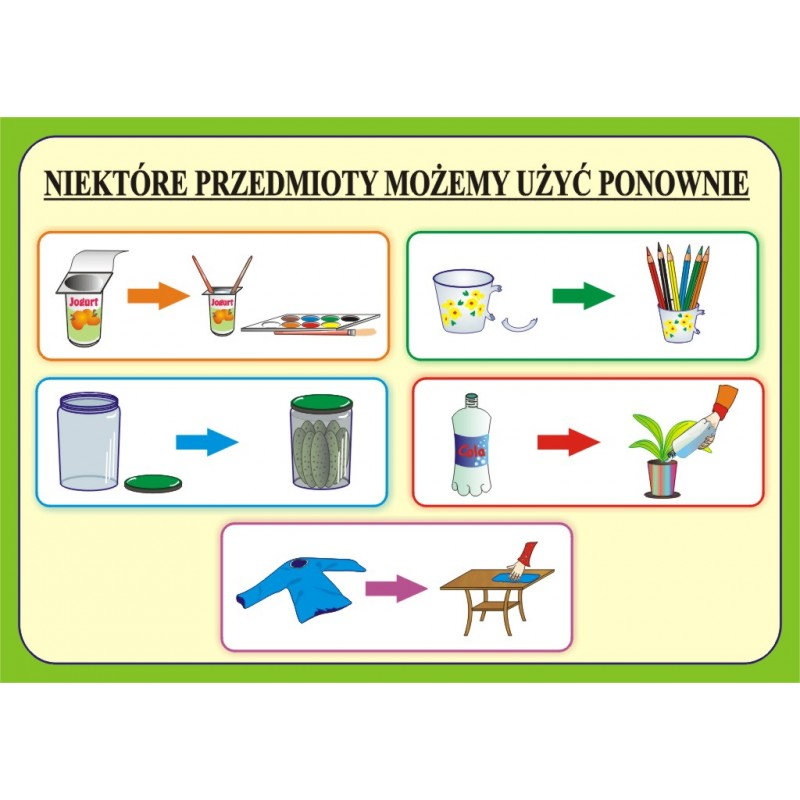 NIEKTÓRE PRZEDMIOTY MOŻEMY UŻYĆ PONOWNIE
Jogurt
Jogurt
Cola